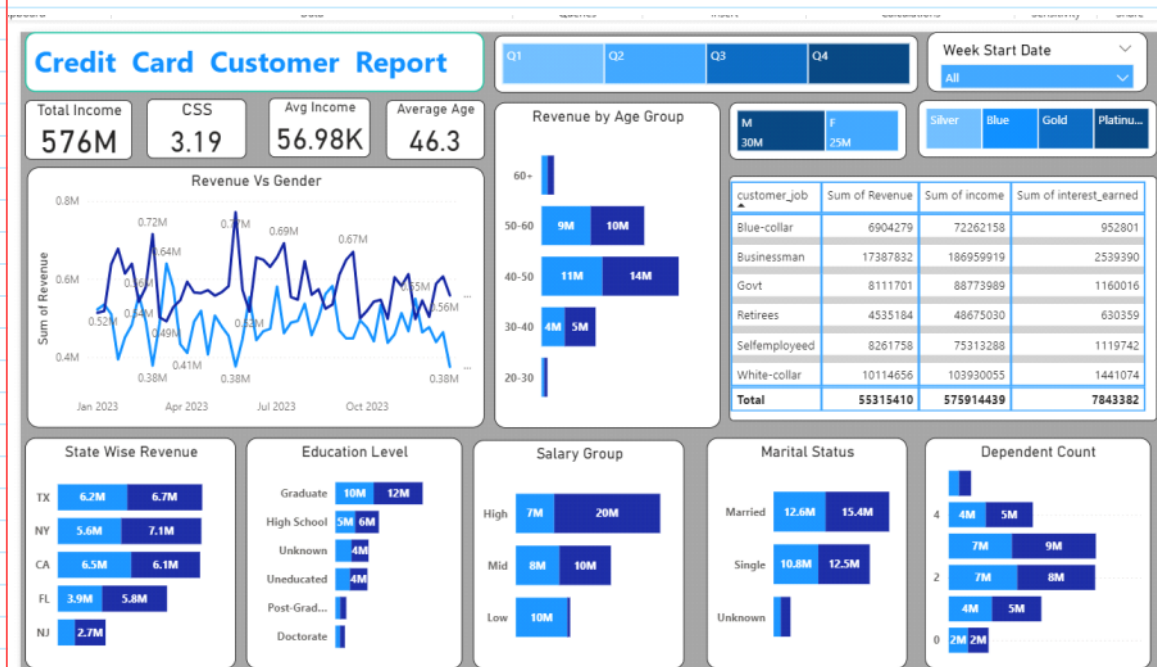 Credit Card Customer Report
Q1 Q2 Q3 Q4
Week Start Date
All
Total Income
576M
CSS
3.19
Avg Income
56.98K
Average Age
46.3
M
30M
F
25M
Silver Blue Gold Platinu...
Revenue Vs Gender
Sum of Revenue
0.8M
0.6M
0.4M
0.72M
0.64M
0.54M
0.52M
0.49M
0.41M
0.38M
0.38M
0.69M
0.67M
0.56M
0.38M
Jan 2023 Apr 2023 Jul 2023 Oct 2023
Revenue by Age Group
60+
50-60 9M 10M
40-50 11M 14M
30-40 4M 5M
20-30
customer_job Sum of Revenue Sum of income Sum of interest_earned
Blue-collar 6904279 72262158 952801
Businessman 17387832 186959919 2539390
Govt 8111701 88773989 1160016
Retirees 4535184 48675030 630359
Selfemployeed 8261758 75313288 1119742
White-collar 10114656 103930055 1441074
Total 55315410 575914439 7843382
State Wise Revenue
TX 6.2M 6.7M
NY 5.6M 7.1M
CA 6.5M 6.1M
FL 3.9M 5.8M
NJ 2.7M
Education Level
Graduate 10M 12M
High School 5M 6M
Unknown 4M
Uneducated 4M
Post-Grad...
Doctorate
Salary Group
High 7M 20M
Mid 8M 10M
Low 10M
Marital Status
Married 12.6M 15.4M
Single 10.8M 12.5M
Unknown
Dependent Count
4 4M 5M
7M 9M
2 7M 8M
4M 5M
0 2M 2M